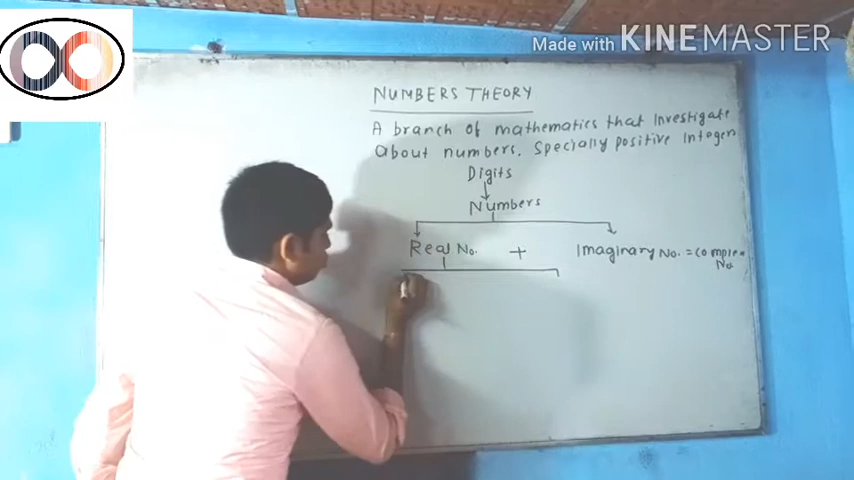 Made with KINEMASTER
NUMBERS THEORY
A branch of mathematics that Investigate
About numbers. Specially positive Integers
Digits
Numbers
Real No. + Imaginary No. = Complex
No.